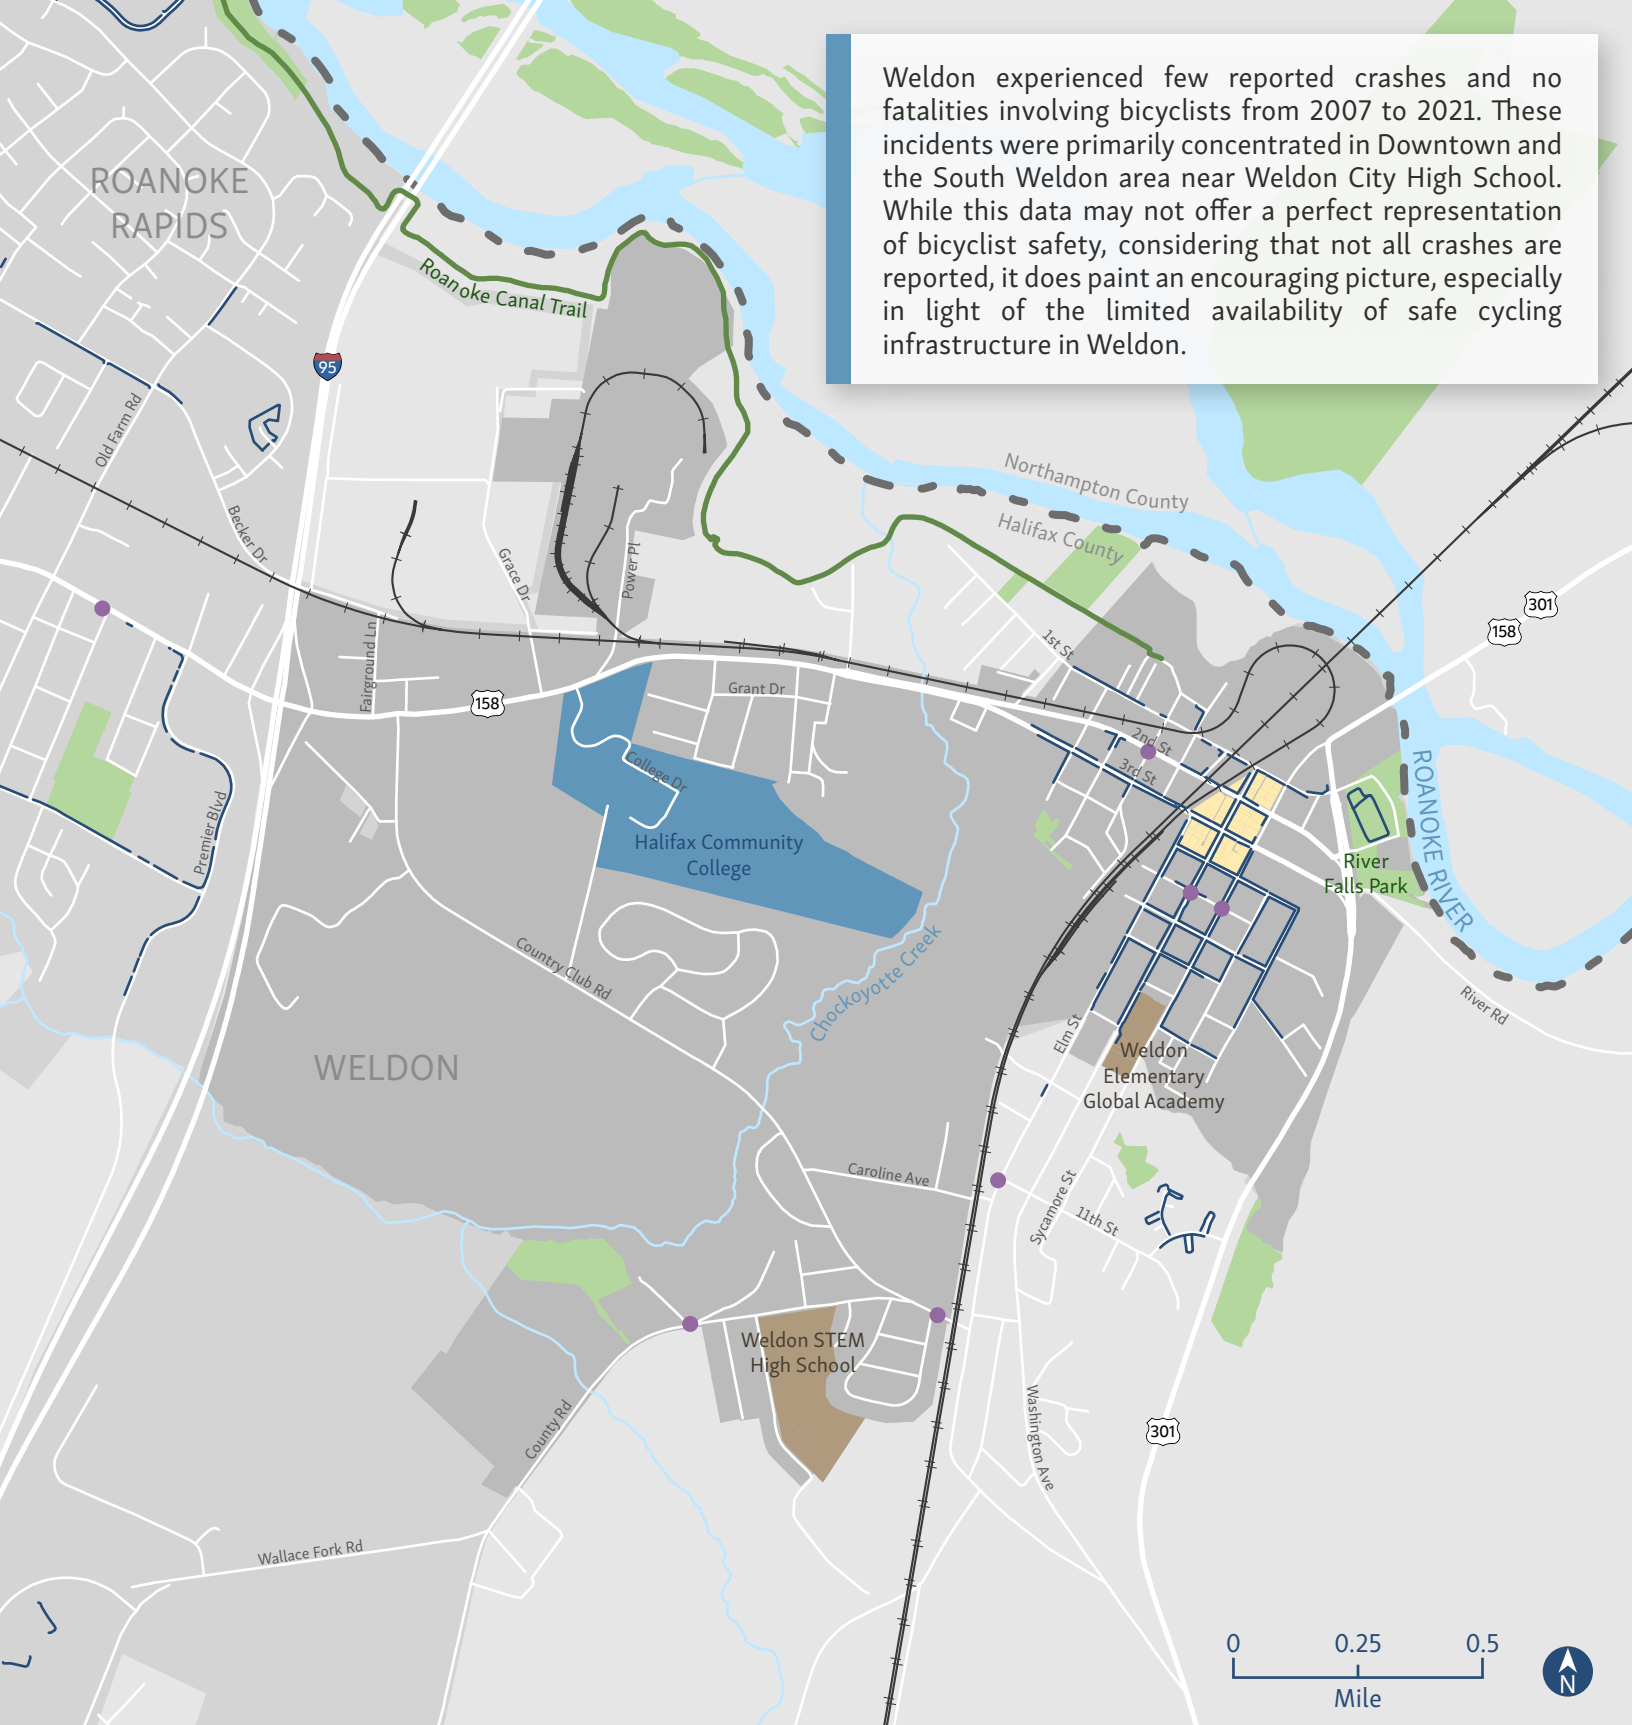 Weldon experienced few reported crashes and no
fatalities involving bicyclists from 2007 to 2021. These
incidents were primarily concentrated in Downtown and
the South Weldon area near Weldon City High School.
While this data may not offer a perfect representation
of bicyclist safety, considering that not all crashes are
reported, it does paint an encouraging picture, especially
in light of the limited availability of safe cycling
infrastructure in Weldon.
ROANOKE
RAPIDS
Roanoke Canal Trail
95
Old Farm Rd
Becker Dr
Grace Dr
Power Pl
Northampton County
Halifax County
301
158
1st St
Fairground Ln
158
Grant Dr
2nd St
3rd St
College Dr
Premier Blvd
Halifax Community
College
ROANOKE RIVER
River
Falls Park
Country Club Rd
Chockoyotte Creek
River Rd
Elm St
WELDON
Weldon
Elementary
Global Academy
Caroline Ave
Sycamore St
11th St
Weldon STEM
High School
County Rd
Washington Ave
301
Wallace Fork Rd
0 0.25 0.5
Mile
N